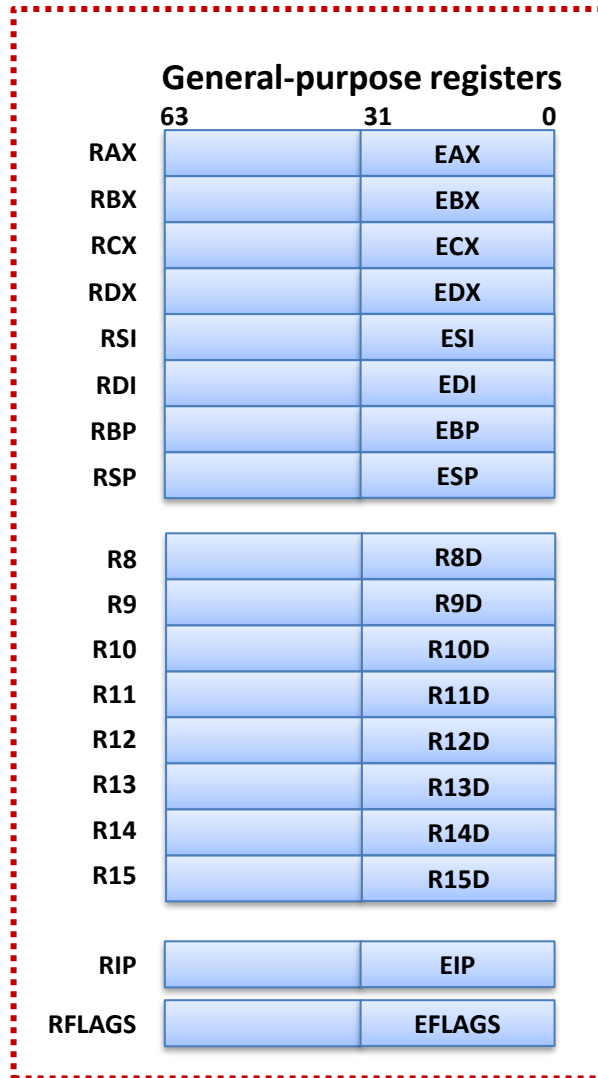 General-purpose registers
63 31 0
RAX EAX
RBX EBX
RCX ECX
RDX EDX
RSI ESI
RDI EDI
RBP EBP
RSP ESP
R8 R8D
R9 R9D
R10 R10D
R11 R11D
R12 R12D
R13 R13D
R14 R14D
R15 R15D
RIP EIP
RFLAGS EFLAGS